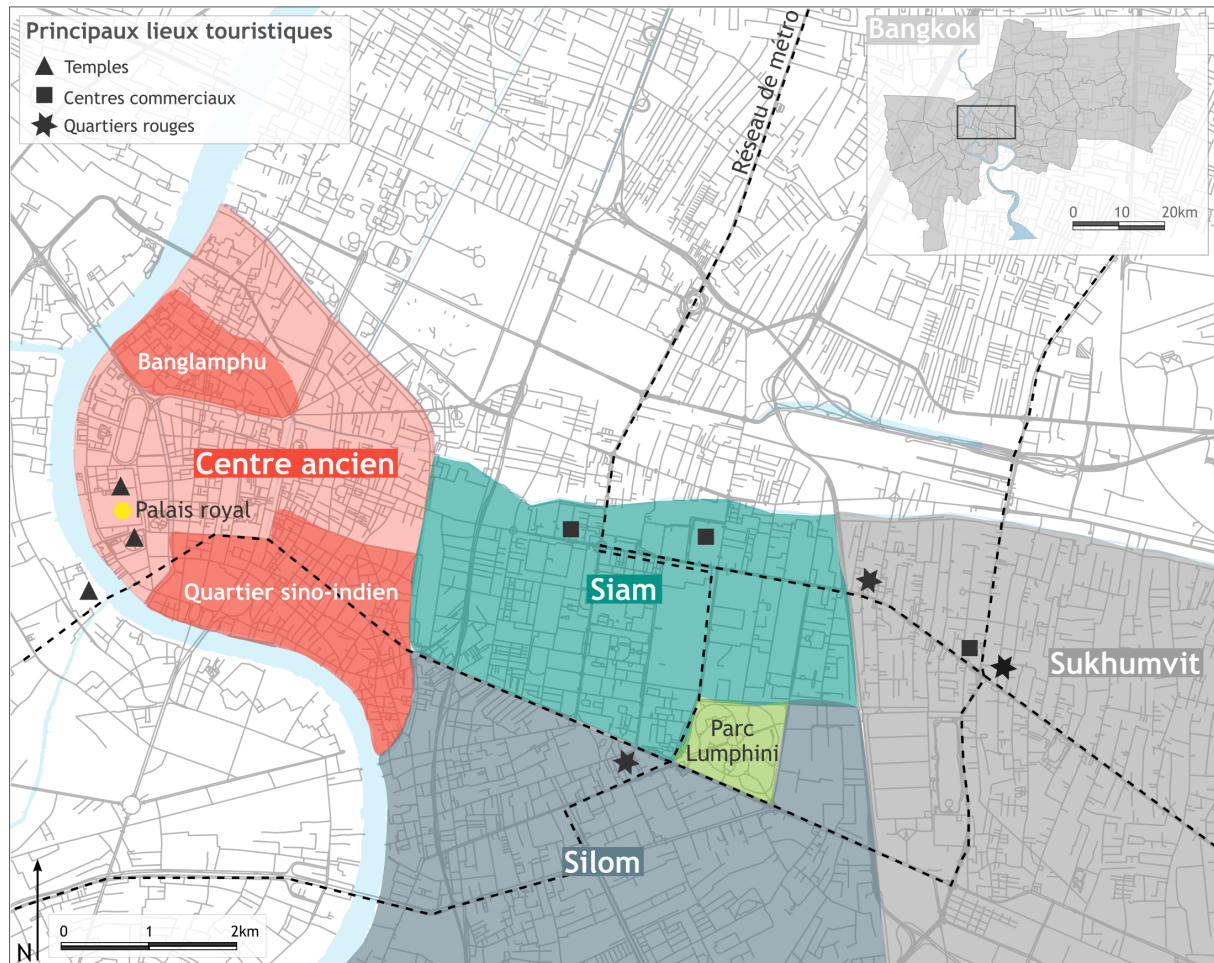 Principaux lieux touristiques
Temples
Centres commerciaux
Quartiers rouges
Réseau de métro
Bangkok
0 10 20km
Banglamphu
Centre ancien
Palais royal
Quartier sino-indien
Siam
Sukhumvit
Parc
Lumphini
Silom
N
0 1 2km